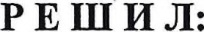 Р Е Ш И Л: